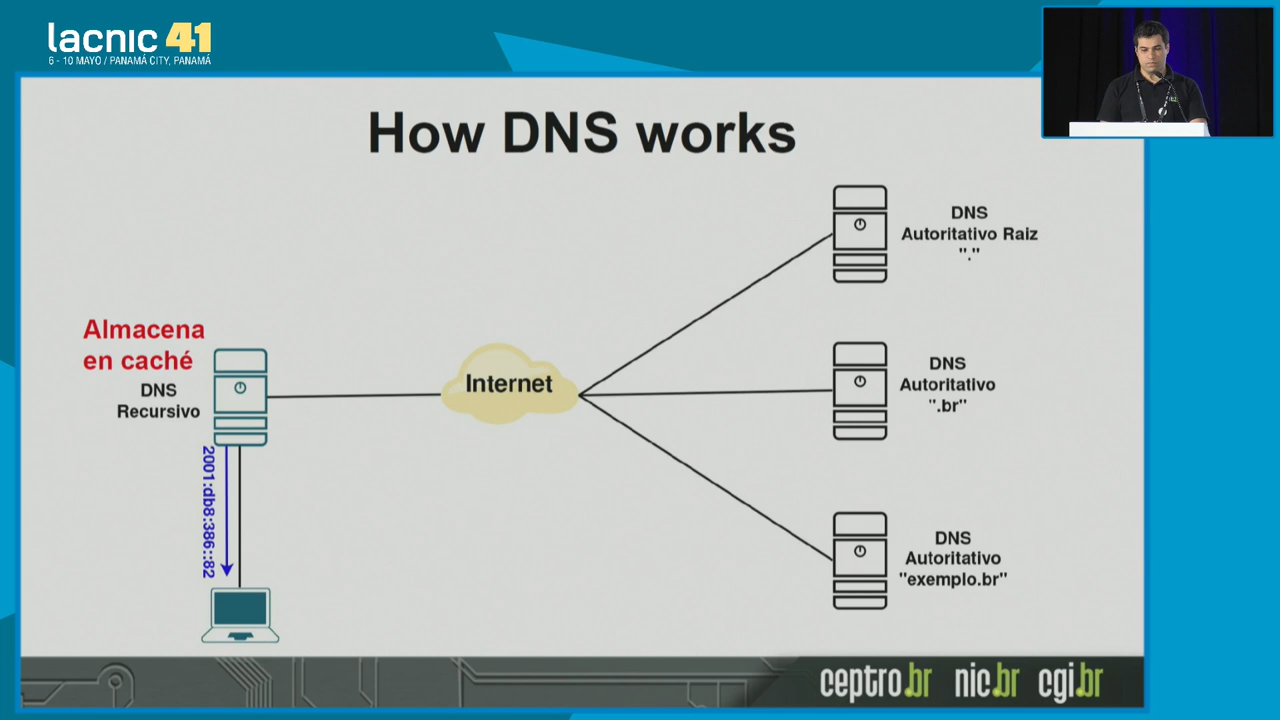 lacnic 41
6 - 10 MAYO / PANAMÁ CITY, PANAMÁ
How DNS works
DNS
Autoritativo Raiz
"."
Almacena
en caché
DNS
Recursivo
Internet
DNS
Autoritativo
".br"
2001:db8:386::82
DNS
Autoritativo
"exemplo.br"
ceptro.br nic.br cgi.br